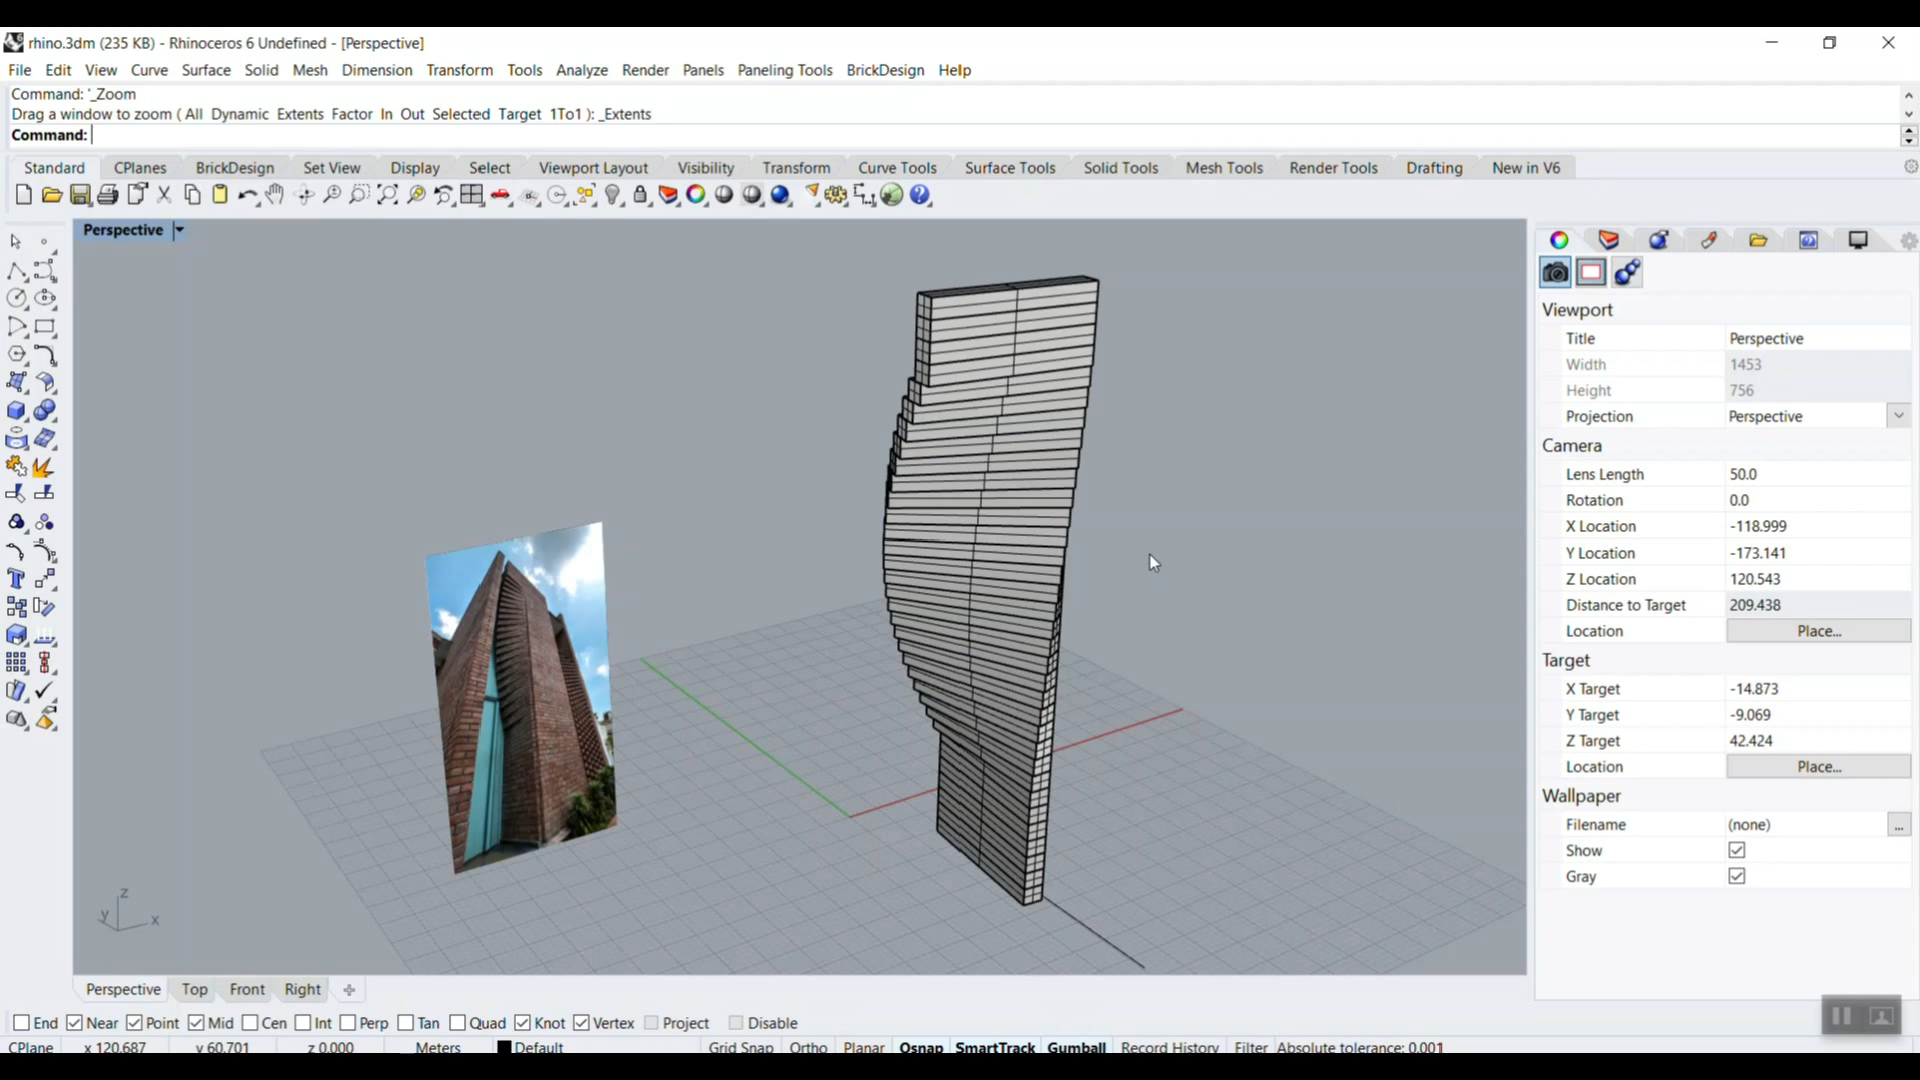 rhino.3dm (235 KB) - Rhinoceros 6 Undefined - [Perspective]
File Edit View Curve Surface Solid Mesh Dimension Transform Tools Analyze Render Panels Paneling Tools BrickDesign Help
Command: '_Zoom
Drag a window to zoom ( All Dynamic Extents Factor In Out Selected Target 1To1 ): _Extents
Command:
Standard CPlanes BrickDesign Set View Display Select Viewport Layout Visibility Transform Curve Tools Surface Tools Solid Tools Mesh Tools Render Tools Drafting New in V6
Perspective
Viewport
Title Perspective
Width 1453
Height 756
Projection Perspective
Camera
Lens Length 50.0
Rotation 0.0
X Location -118.999
Y Location -173.141
Z Location 120.543
Distance to Target 209.438
Location Place...
Target
X Target -14.873
Y Target -9.069
Z Target 42.424
Location Place...
Wallpaper
Filename (none) ...
Show
Gray
z
y x
Perspective Top Front Right
End Near Point Mid Cen Int Perp Tan Quad Knot Vertex Project Disable
CPlane x 120.687 y 60.701 z 0.000 Meters Default Grid Snap Ortho Planar Osnap SmartTrack Gumball Record History Filter Absolute tolerance: 0.001